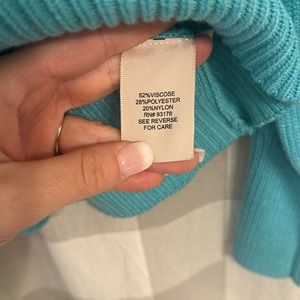 52%VISCOSE
28%POLYESTER
20%NYLON
RN# 93178
SEE REVERSE
FOR CARE